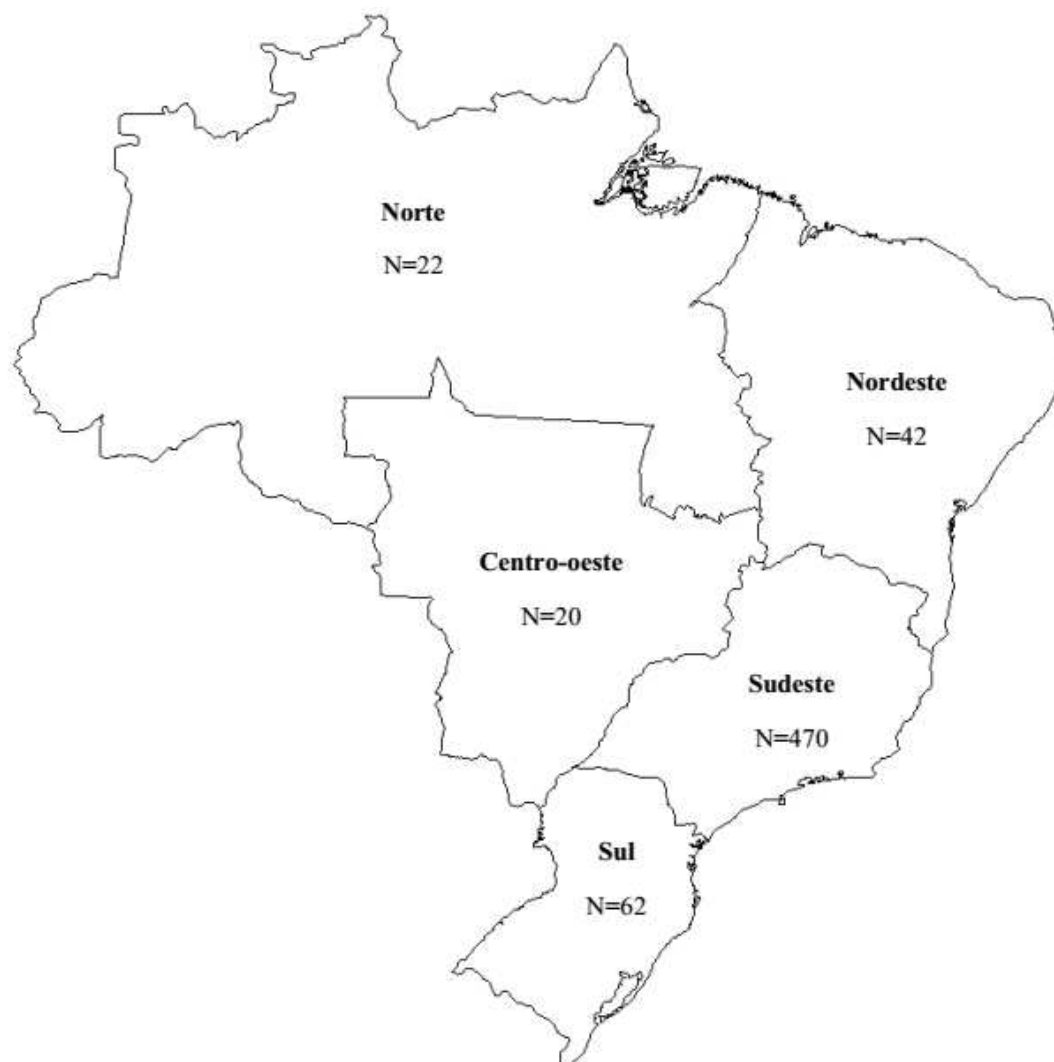 Norte
N=22
Nordeste
N=42
Centro-oeste
N=20
Sudeste
N=470
Sul
N=62